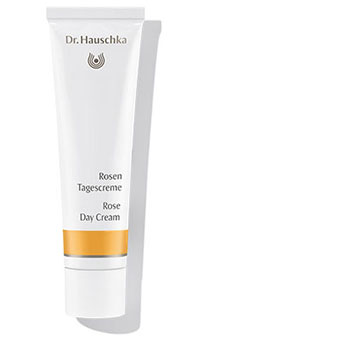 Dr. Hauschka
Rosen
Tagescreme
Rose
Day Cream